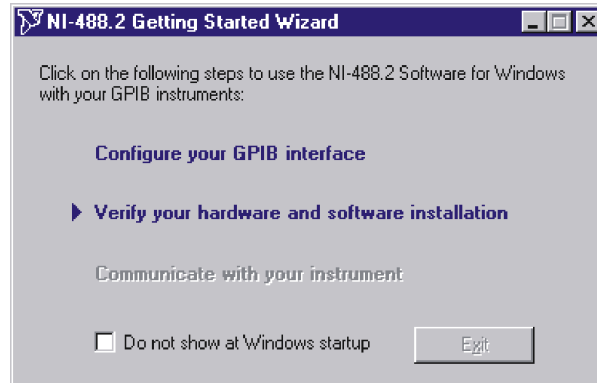 NI-488.2 Getting Started Wizard
Click on the following steps to use the NI-488.2 Software for Windows
with your GPIB instruments:
Configure your GPIB interface
Verify your hardware and software installation
Communicate with your instrument
Do not show at Windows startup
Exit